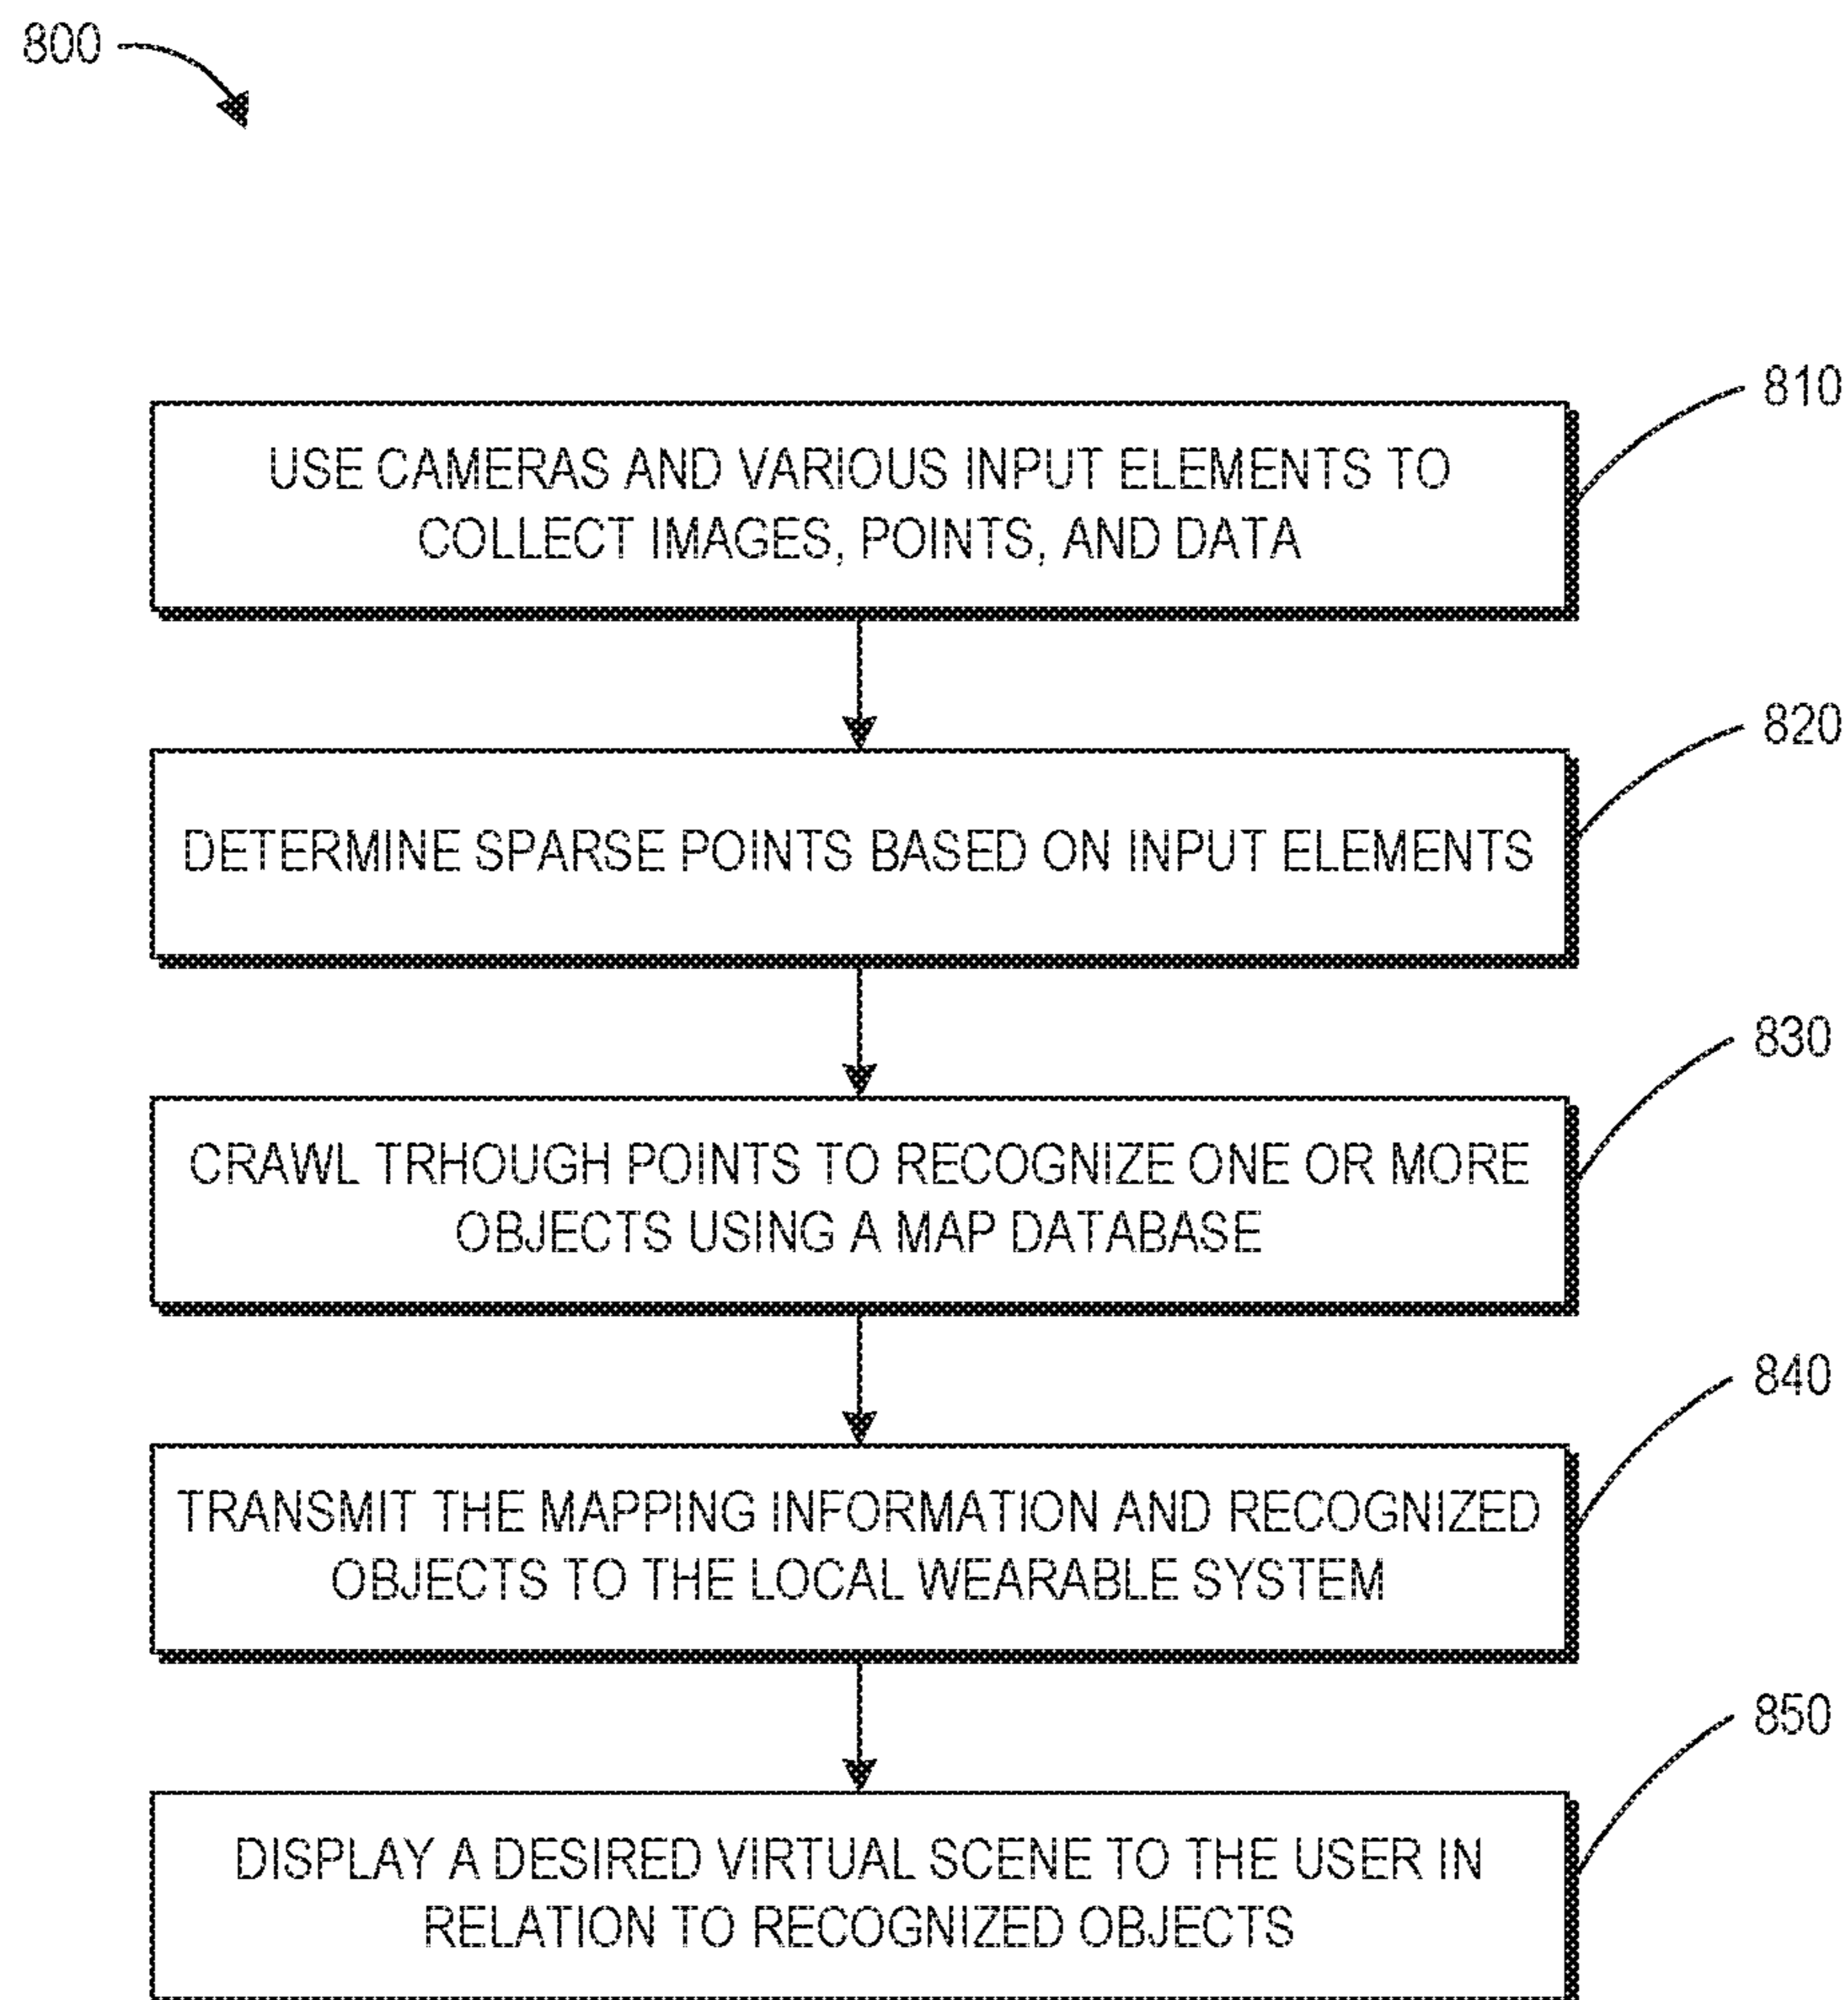 800
810
USE CAMERAS AND VARIOUS INPUT ELEMENTS TO
COLLECT IMAGES, POINTS, AND DATA
820
DETERMINE SPARSE POINTS BASED ON INPUT ELEMENTS
830
CRAWL TRHOUGH POINTS TO RECOGNIZE ONE OR MORE
OBJECTS USING A MAP DATABASE
840
TRANSMIT THE MAPPING INFORMATION AND RECOGNIZED
OBJECTS TO THE LOCAL WEARABLE SYSTEM
850
DISPLAY A DESIRED VIRTUAL SCENE TO THE USER IN
RELATION TO RECOGNIZED OBJECTS